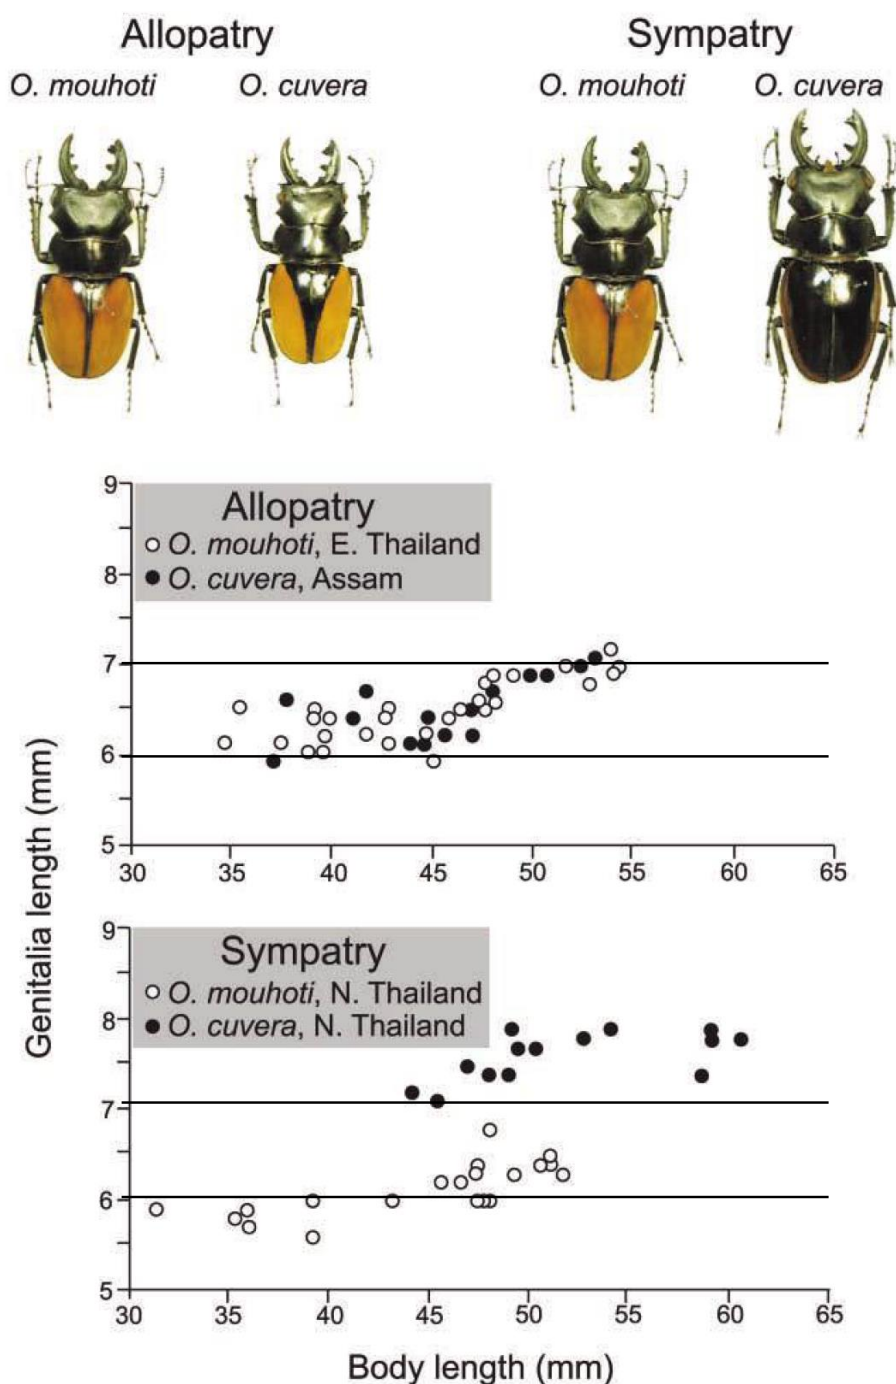 Allopatry
Sympatry
O. mouhoti
O. cuvera
O. mouhoti
O. cuvera
Genitalia length (mm)
9
8
7
6
5
Allopatry
O. mouhoti, E. Thailand
O. cuvera, Assam
30
35
40
45
50
55
60
65
9
8
7
6
5
Sympatry
O. mouhoti, N. Thailand
O. cuvera, N. Thailand
30
35
40
45
50
55
60
65
Body length (mm)